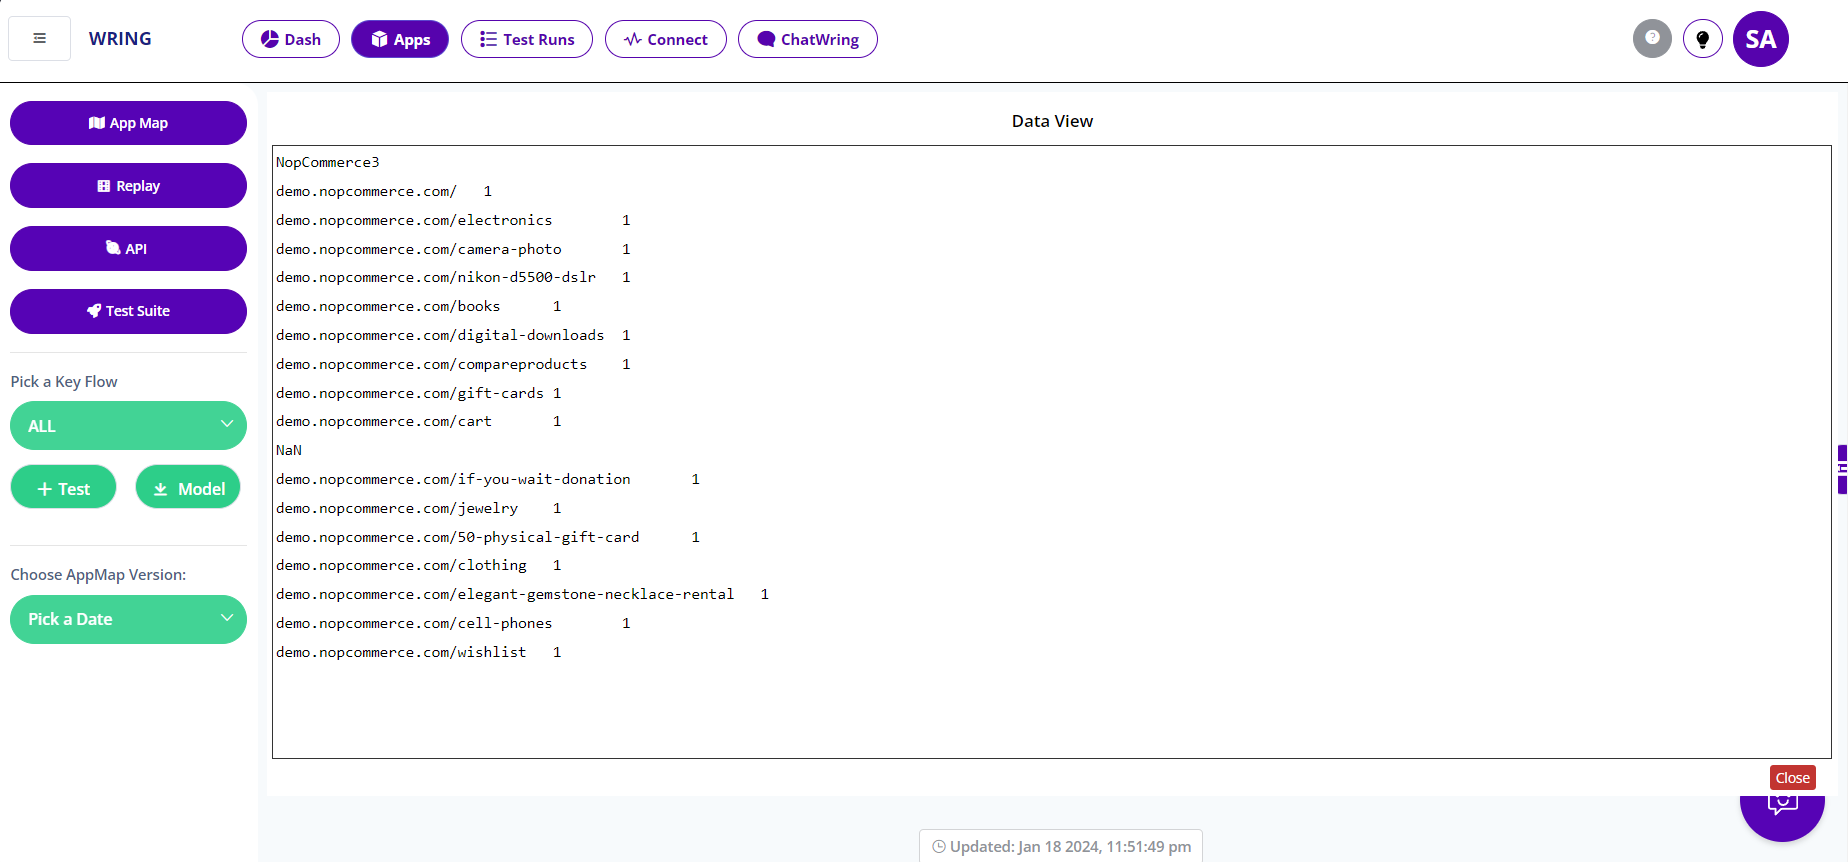 WRING
Dash
Apps
Test Runs
Connect
ChatWring
?
SA
App Map
Replay
API
Test Suite
Pick a Key Flow
ALL
+ Test
Model
Choose AppMap Version:
Pick a Date
Data View
NopCommerce3
demo.nopcommerce.com/ 1
demo.nopcommerce.com/electronics 1
demo.nopcommerce.com/camera-photo 1
demo.nopcommerce.com/nikon-d5500-dslr 1
demo.nopcommerce.com/books 1
demo.nopcommerce.com/digital-downloads 1
demo.nopcommerce.com/compareproducts 1
demo.nopcommerce.com/gift-cards 1
demo.nopcommerce.com/cart 1
NaN
demo.nopcommerce.com/if-you-wait-donation 1
demo.nopcommerce.com/jewelry 1
demo.nopcommerce.com/50-physical-gift-card 1
demo.nopcommerce.com/clothing 1
demo.nopcommerce.com/elegant-gemstone-necklace-rental 1
demo.nopcommerce.com/cell-phones 1
demo.nopcommerce.com/wishlist 1
Close
Updated: Jan 18 2024, 11:51:49 pm